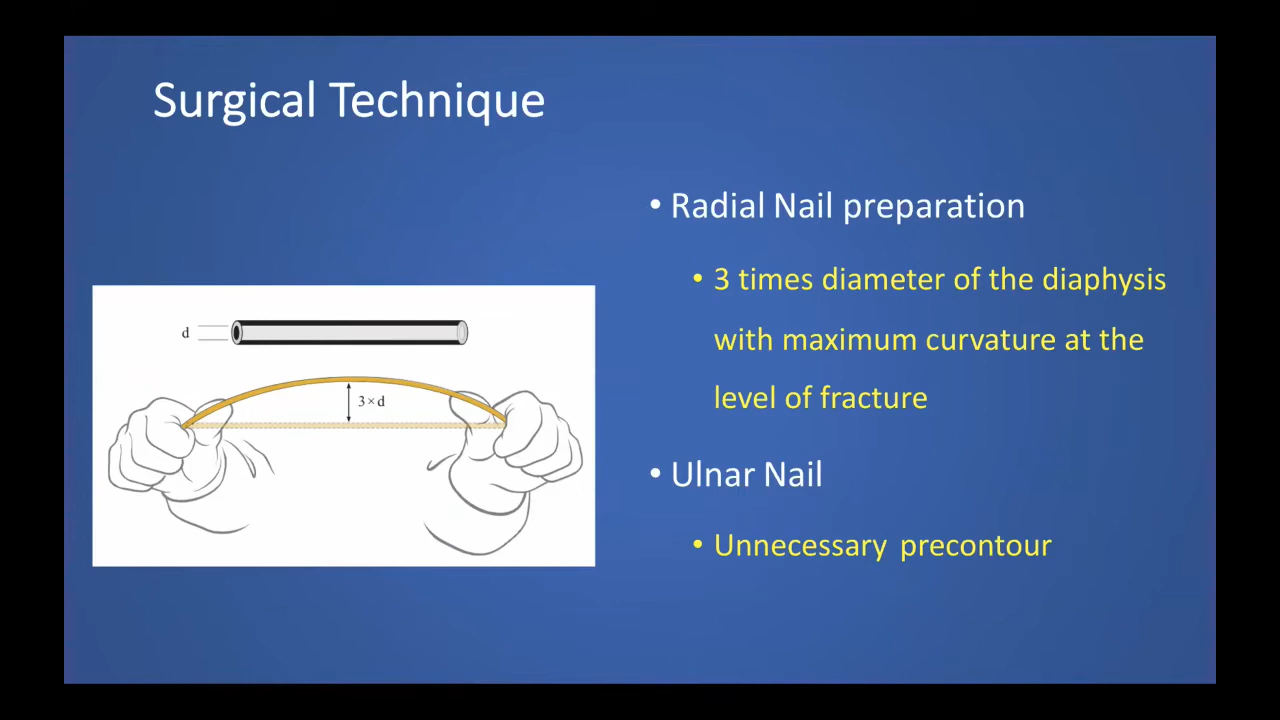 Surgical Technique
• Radial Nail preparation
• 3 times diameter of the diaphysis
with maximum curvature at the
level of fracture
• Ulnar Nail
• Unnecessary precontour
d
3 × d